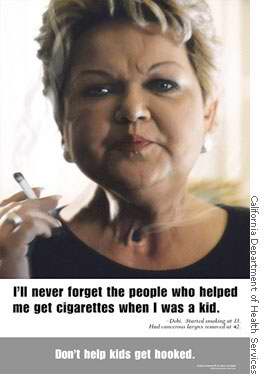 I'll never forget the people who helped
me get cigarettes when I was a kid.
-Debi. Started smoking at 13.
Had cancerous larynx removed at 42.
Don't help kids get hooked.
California Department of Health Services